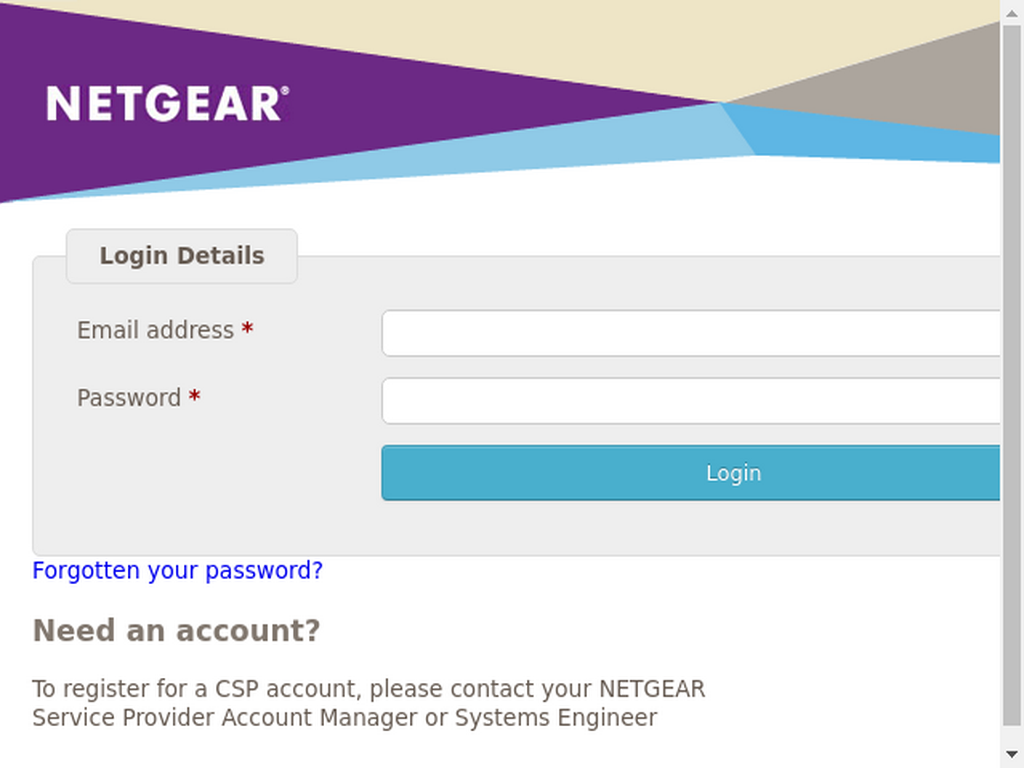 NETGEAR®
Login Details
Email address *
Password *
Login
Forgotten your password?
Need an account?
To register for a CSP account, please contact your NETGEAR
Service Provider Account Manager or Systems Engineer